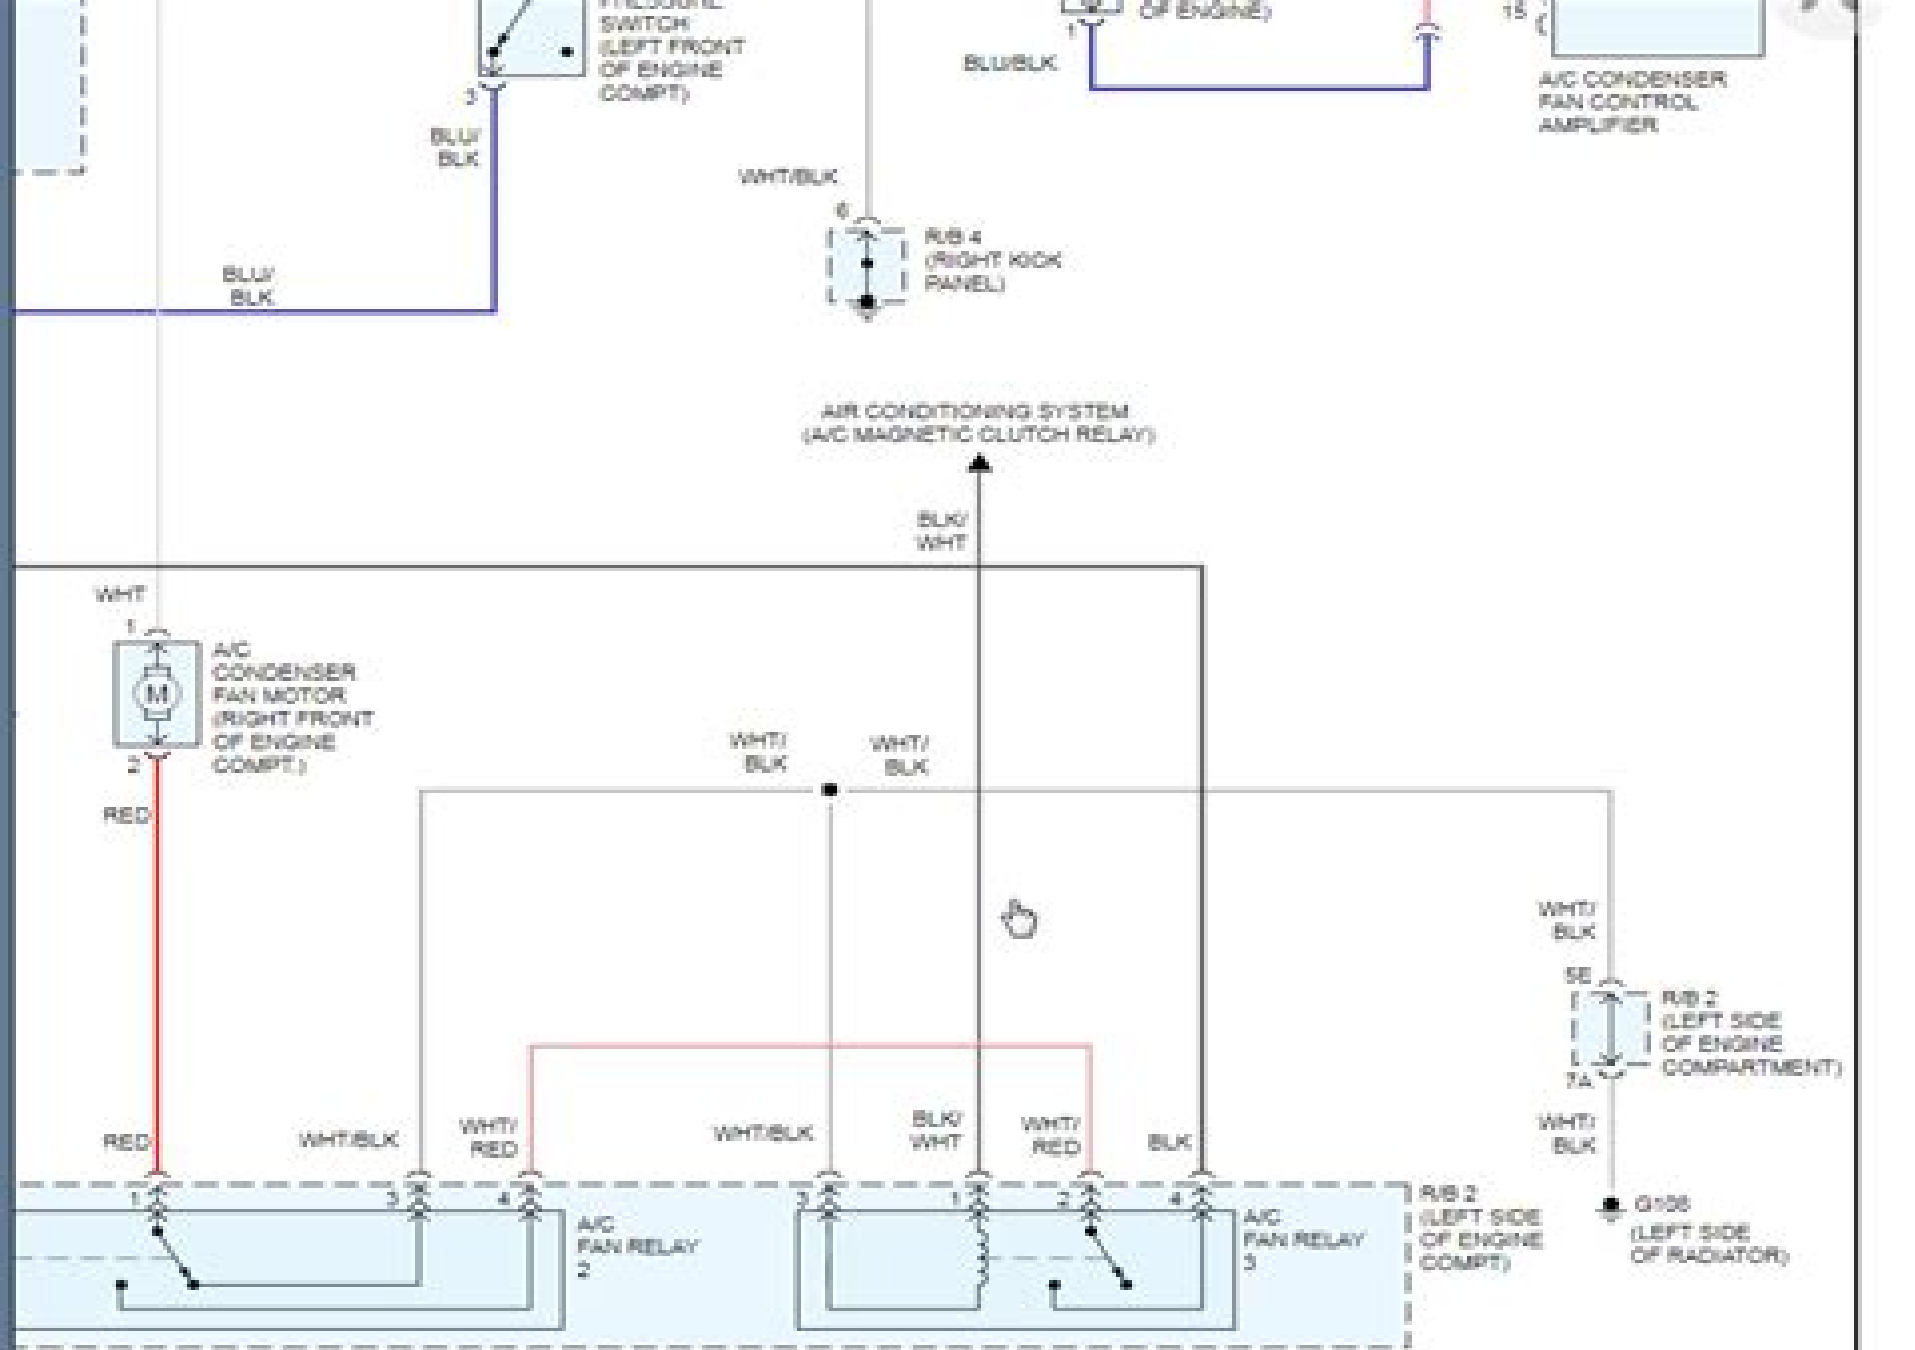 PRESSURE
SWITCH
(LEFT FRONT
OF ENGINE
COMPT)
3
BLU/
BLK
BLU/
BLK
OF ENGINE)
1
BLU/BLK
15
A/C CONDENSER
FAN CONTROL
AMPLIFIER
WHT/BLK
6
R/B 4
(RIGHT KICK
PANEL)
AIR CONDITIONING SYSTEM
(A/C MAGNETIC CLUTCH RELAY)
BLK/
WHT
WHT
1
M
A/C
CONDENSER
FAN MOTOR
(RIGHT FRONT
OF ENGINE
COMPT.)
2
RED
WHT/
BLK
WHT/
BLK
WHT/
BLK
5E
R/B 2
(LEFT SIDE
OF ENGINE
COMPARTMENT)
7A
WHT/
BLK
G106
(LEFT SIDE
OF RADIATOR)
RED
WHT/BLK
WHT/
RED
WHT/BLK
BLK/
WHT
WHT/
RED
BLK
1
3
4
3
1
2
4
A/C
FAN RELAY
2
A/C
FAN RELAY
3
R/B 2
(LEFT SIDE
OF ENGINE
COMPT)